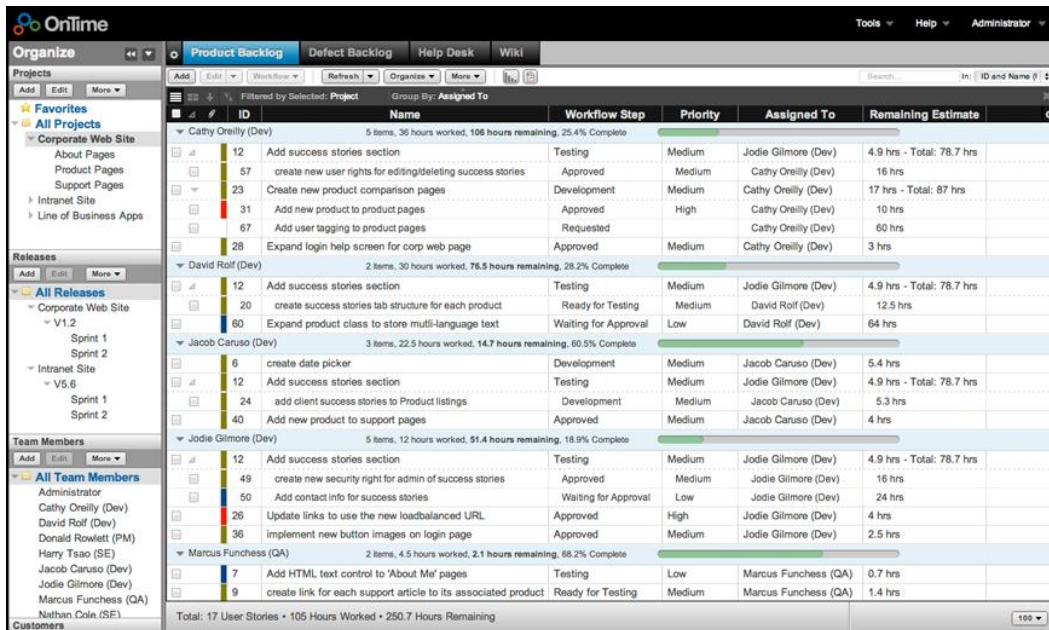 OnTime
Tools Help Administrator
Organize
Product Backlog Defect Backlog Help Desk Wiki
Projects
Add Edit More
Favorites
All Projects
Corporate Web Site
About Pages
Product Pages
Support Pages
Intranet Site
Line of Business Apps
Releases
Add Edit More
All Releases
Corporate Web Site
V1.2
Sprint 1
Sprint 2
Intranet Site
V5.6
Sprint 1
Sprint 2
Team Members
Add Edit More
All Team Members
Administrator
Cathy Oreilly (Dev)
David Rolf (Dev)
Donald Rowlett (PM)
Harry Tsao (SE)
Jacob Caruso (Dev)
Jodie Gilmore (Dev)
Marcus Funchess (QA)
Nathan Cole (SE)
Customers
Add Edit Workflow Refresh Organize More Search... In: ID and Name
Filtered by Selected: Project Group By: Assigned To
ID Name Workflow Step Priority Assigned To Remaining Estimate
Cathy Oreilly (Dev) 5 items, 36 hours worked, 106 hours remaining, 25.4% Complete
12 Add success stories section Testing Medium Jodie Gilmore (Dev) 4.9 hrs - Total: 78.7 hrs
57 create new user rights for editing/deleting success stories Approved Medium Cathy Oreilly (Dev) 16 hrs
23 Create new product comparison pages Development Medium Cathy Oreilly (Dev) 17 hrs - Total: 87 hrs
31 Add new product to product pages Approved High Cathy Oreilly (Dev) 10 hrs
67 Add user tagging to product pages Requested Cathy Oreilly (Dev) 60 hrs
28 Expand login help screen for corp web page Approved Medium Cathy Oreilly (Dev) 3 hrs
David Rolf (Dev) 2 items, 30 hours worked, 76.5 hours remaining, 28.2% Complete
12 Add success stories section Testing Medium Jodie Gilmore (Dev) 4.9 hrs - Total: 78.7 hrs
20 create success stories tab structure for each product Ready for Testing Medium David Rolf (Dev) 12.5 hrs
60 Expand product class to store mutli-language text Waiting for Approval Low David Rolf (Dev) 64 hrs
Jacob Caruso (Dev) 3 items, 22.5 hours worked, 14.7 hours remaining, 60.5% Complete
6 create date picker Development Medium Jacob Caruso (Dev) 5.4 hrs
12 Add success stories section Testing Medium Jodie Gilmore (Dev) 4.9 hrs - Total: 78.7 hrs
24 add client success stories to Product listings Development Medium Jacob Caruso (Dev) 5.3 hrs
40 Add new product to support pages Approved Medium Jacob Caruso (Dev) 4 hrs
Jodie Gilmore (Dev) 5 items, 12 hours worked, 51.4 hours remaining, 18.9% Complete
12 Add success stories section Testing Medium Jodie Gilmore (Dev) 4.9 hrs - Total: 78.7 hrs
49 create new security right for admin of success stories Approved Medium Jodie Gilmore (Dev) 16 hrs
50 Add contact info for success stories Waiting for Approval Low Jodie Gilmore (Dev) 24 hrs
26 Update links to use the new loadbalanced URL Approved High Jodie Gilmore (Dev) 4 hrs
36 implement new button images on login page Approved Medium Jodie Gilmore (Dev) 2.5 hrs
Marcus Funchess (QA) 2 items, 4.5 hours worked, 2.1 hours remaining, 68.2% Complete
7 Add HTML text control to 'About Me' pages Testing Low Marcus Funchess (QA) 0.7 hrs
9 create link for each support article to its associated product Ready for Testing Medium Marcus Funchess (QA) 1.4 hrs
Total: 17 User Stories • 105 Hours Worked • 250.7 Hours Remaining 100